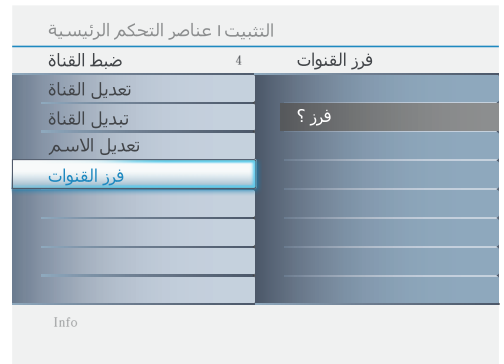 التثبيت ا عناصر التحكم الرئيسية
ضبط القناة 4 فرز القنوات
تعديل القناة
تبديل القناة
فرز ؟
تعديل الاسم
فرز القنوات
Info